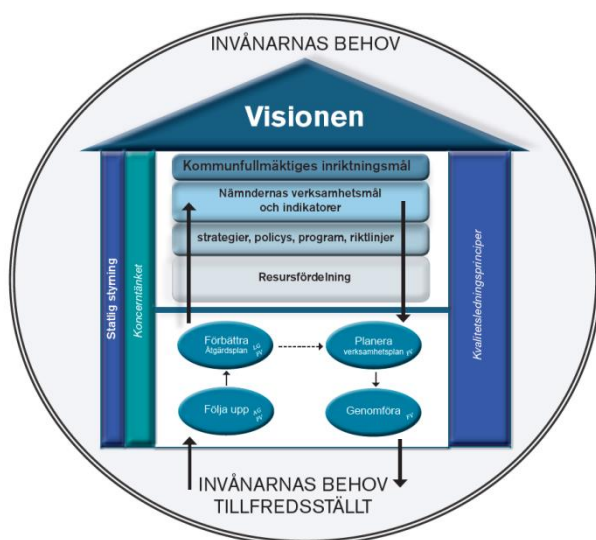 INVÅNARNAS BEHOV
Visionen
Statlig styrning
Koncerntänket
Kommunfullmäktiges inriktningsmål
Nämndernas verksamhetsmål
och indikatorer
strategier, policys, program, riktlinjer
Resursfördelning
Kvalitetsledningsprinciper
Förbättra
Åtgärdsplan
Planera
verksamhetsplan
Följa upp
Genomföra
INVÅNARNAS BEHOV
TILLFREDSSTÄLLT